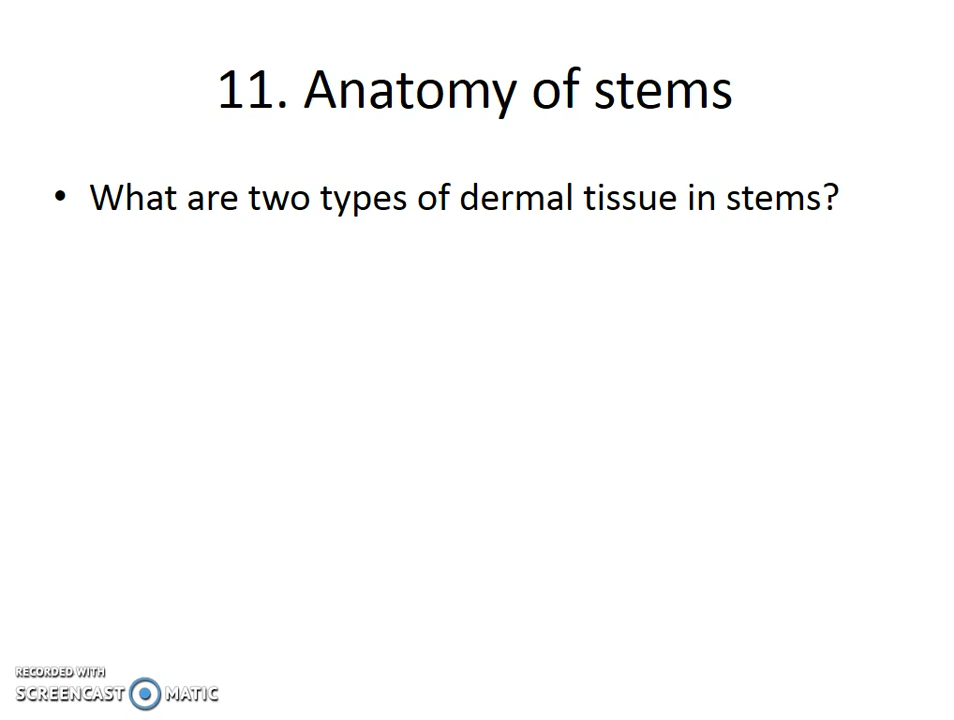 11. Anatomy of stems
• What are two types of dermal tissue in stems?
RECORDED WITH
SCREENCAST MATIC